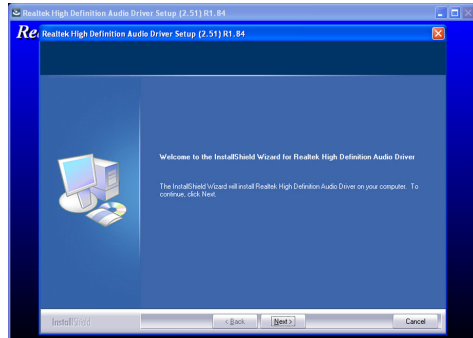 Realtek High Definition Audio Driver Setup (2.51) R1.84
Re
Realtek High Definition Audio Driver Setup (2.51) R1.84
Welcome to the InstallShield Wizard for Realtek High Definition Audio Driver
The InstallShield Wizard will install Realtek High Definition Audio Driver on your computer. To
continue, click Next.
InstallShield
< Back
Next >
Cancel